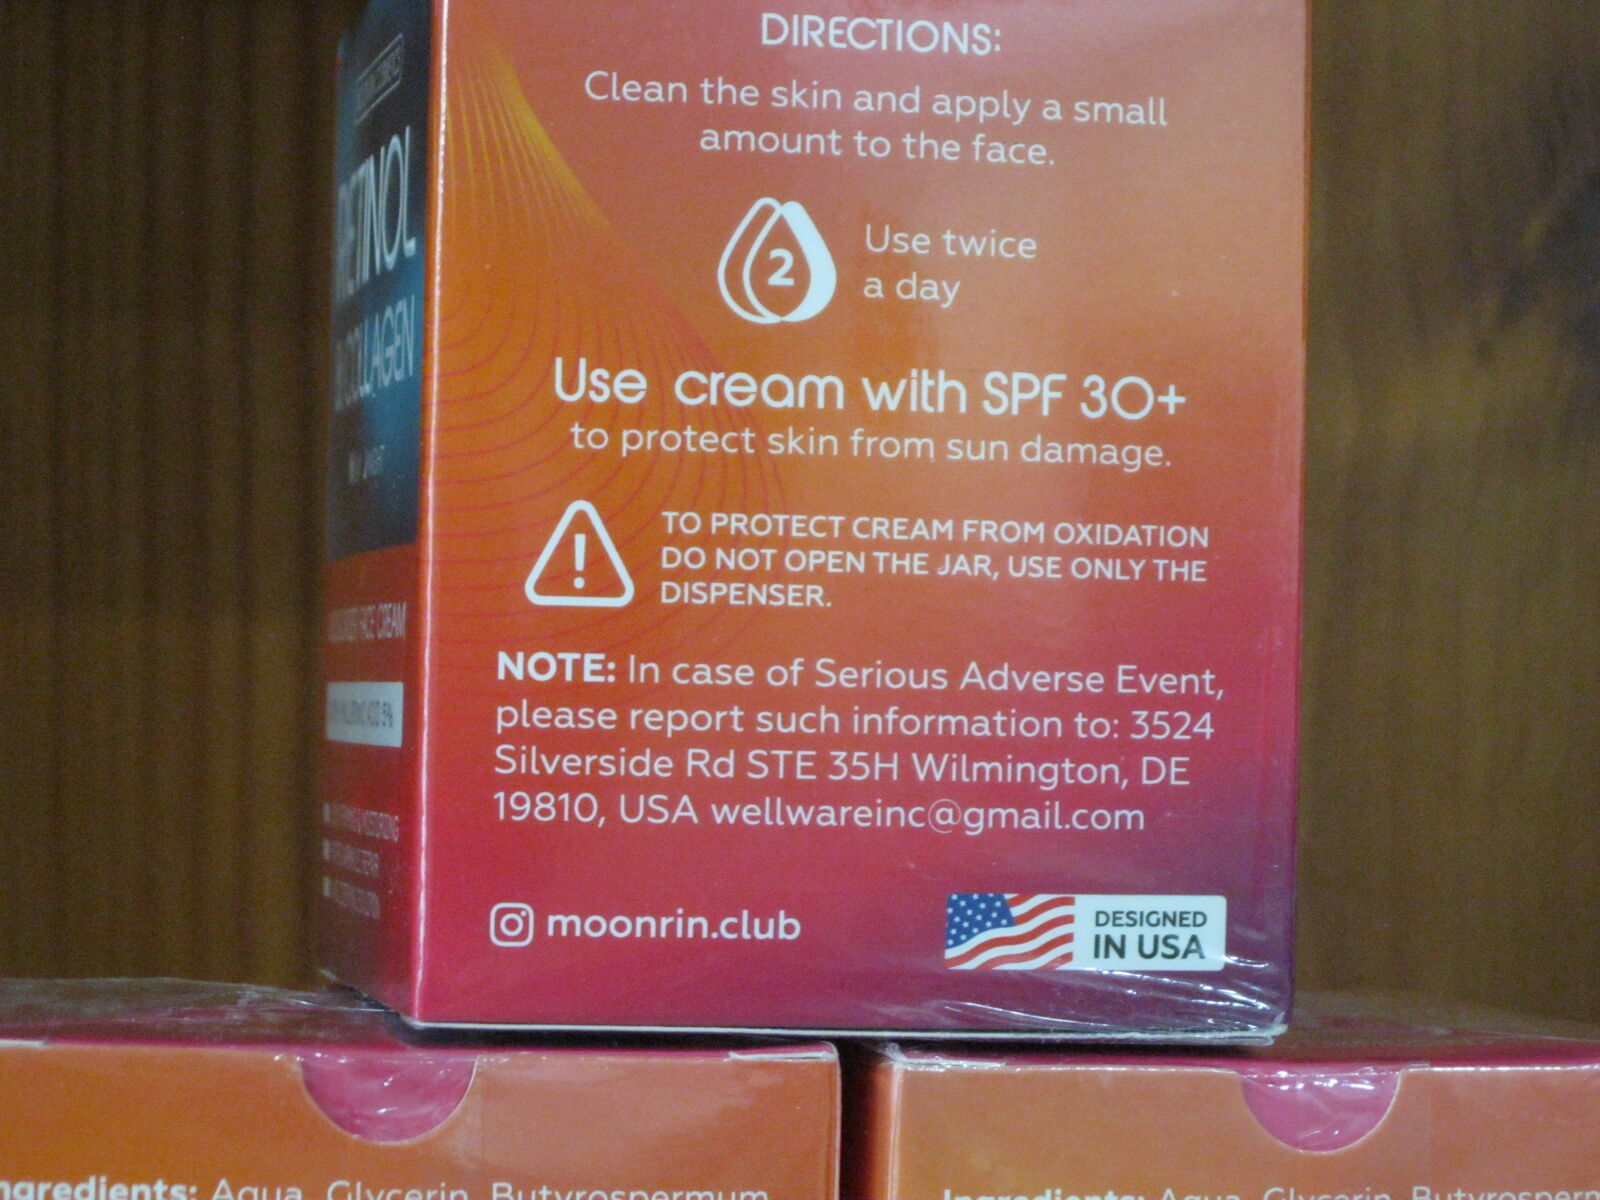 DIRECTIONS:
Clean the skin and apply a small
amount to the face.
2
Use twice
a day
Use cream with SPF 30+
to protect skin from sun damage.
!
TO PROTECT CREAM FROM OXIDATION
DO NOT OPEN THE JAR, USE ONLY THE
DISPENSER.
NOTE: In case of Serious Adverse Event,
please report such information to: 3524
Silverside Rd STE 35H Wilmington, DE
19810, USA wellwareinc@gmail.com
moonrin.club
DESIGNED
IN USA
RETINOL
COLLAGEN
FACE CREAM
Ingredients: Aqua, Glycerin, Butyrospermum
Ingredients: Aqua, Glycerin, Butyrosperm